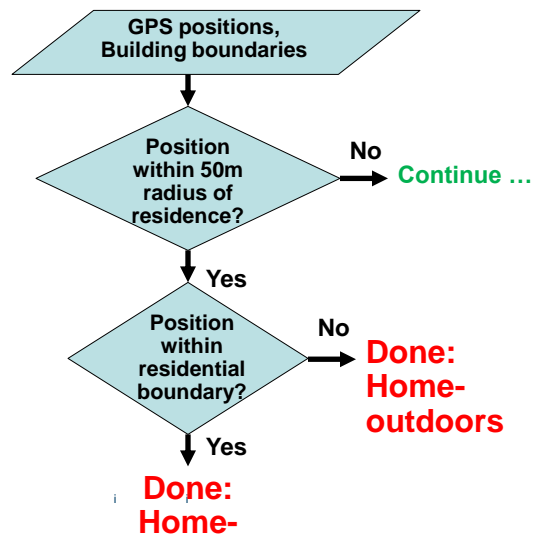 GPS positions,
Building boundaries
Position
within 50m
radius of
residence?
No
Continue …
Yes
Position
within
residential
boundary?
No
Done:
Home-
outdoors
Yes
Done:
Home-